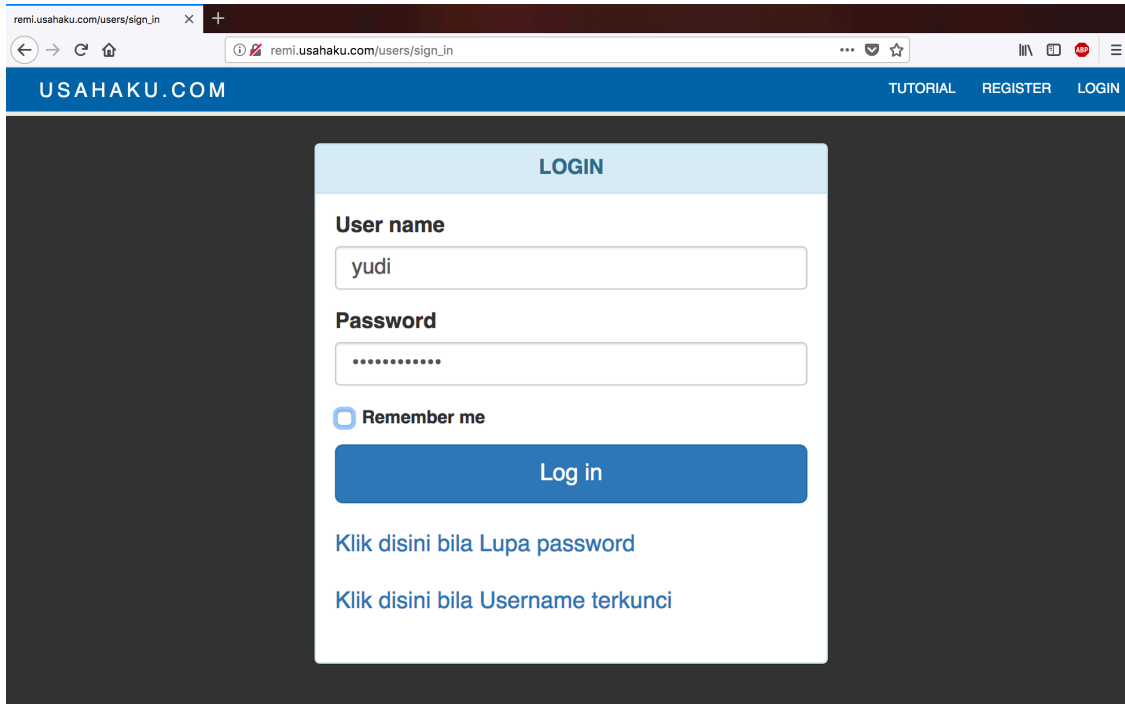 remi.usahaku.com/users/sign_in
remi.usahaku.com/users/sign_in
ABP
USAHAKU.COM TUTORIAL REGISTER LOGIN
LOGIN
User name
yudi
Password
••••••••••••
Remember me
Log in
Klik disini bila Lupa password
Klik disini bila Username terkunci